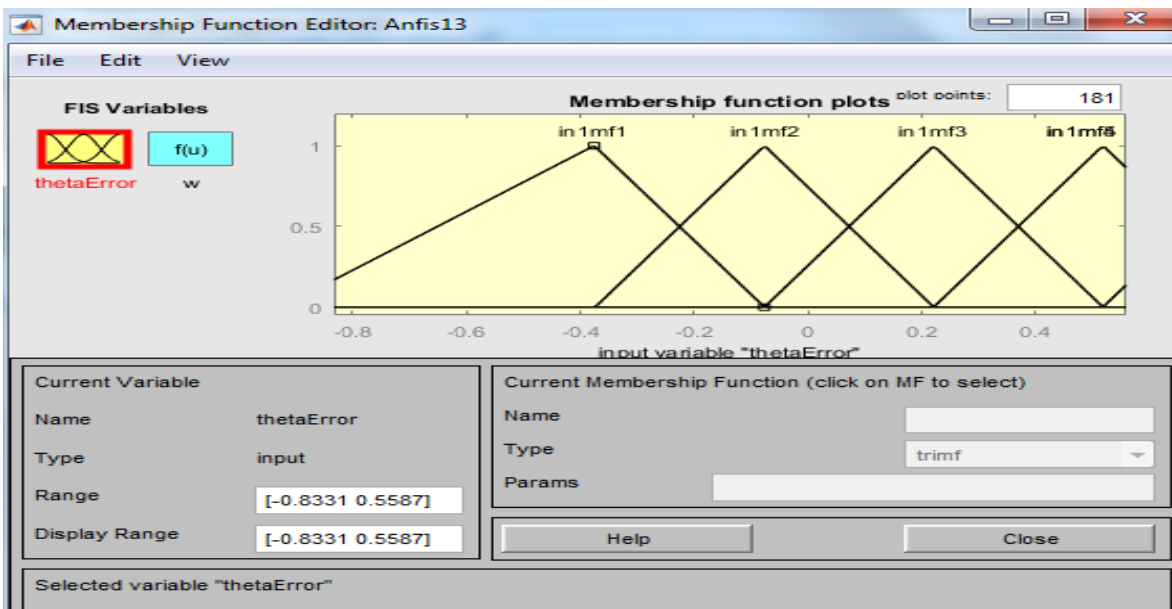 Membership Function Editor: Anfis13
File Edit View
FIS Variables
f(u)
thetaError w
Membership function plots plot points: 181
in1mf1 in1mf2 in1mf3
1
0.5
0
-0.8 -0.6 -0.4 -0.2 0 0.2 0.4
input variable "thetaError"
Current Variable
Name thetaError
Type input
Range [-0.8331 0.5587]
Display Range [-0.8331 0.5587]
Current Membership Function (click on MF to select)
Name
Type trimf
Params
Help Close
Selected variable "thetaError"